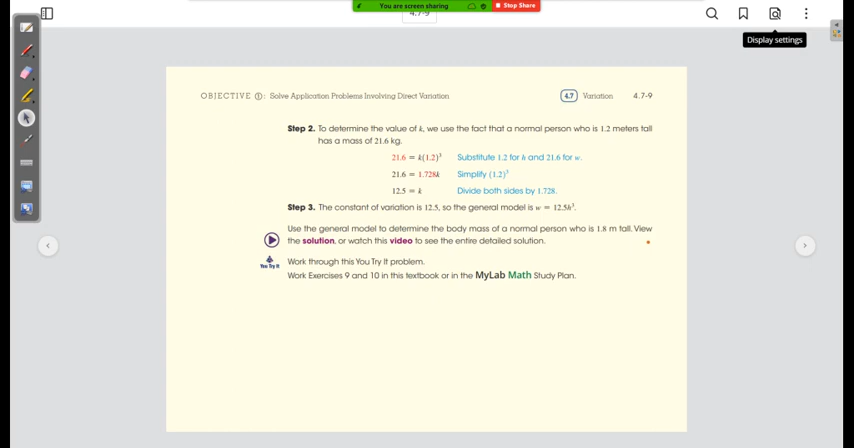 You are screen sharing
Stop Share
4.7-9
Display settings
OBJECTIVE 1: Solve Application Problems Involving Direct Variation 4.7 Variation 4.7-9
Step 2. To determine the value of k, we use the fact that a normal person who is 1.2 meters tall
has a mass of 21.6 kg.
21.6 = k(1.2)³ Substitute 1.2 for h and 21.6 for w.
21.6 = 1.728k Simplify (1.2)³
12.5 = k Divide both sides by 1.728.
Step 3. The constant of variation is 12.5, so the general model is w = 12.5h³.
Use the general model to determine the body mass of a normal person who is 1.8 m tall. View
the solution, or watch this video to see the entire detailed solution.
You Try It
Work through this You Try It problem.
Work Exercises 9 and 10 in this textbook or in the MyLab Math Study Plan.